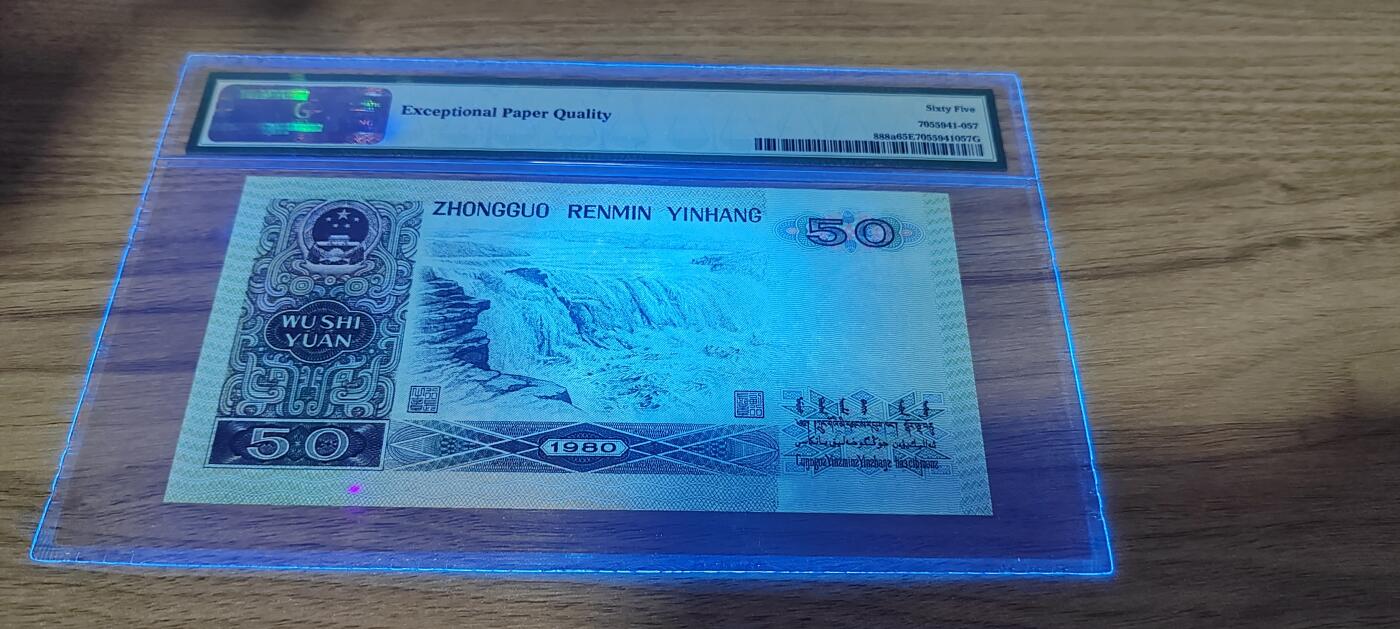 Exceptional Paper Quality
Sixty Five
7055941-057
888a65E7055941057G
ZHONGGUO RENMIN YINHANG
50
WU SHI
YUAN
50
1980